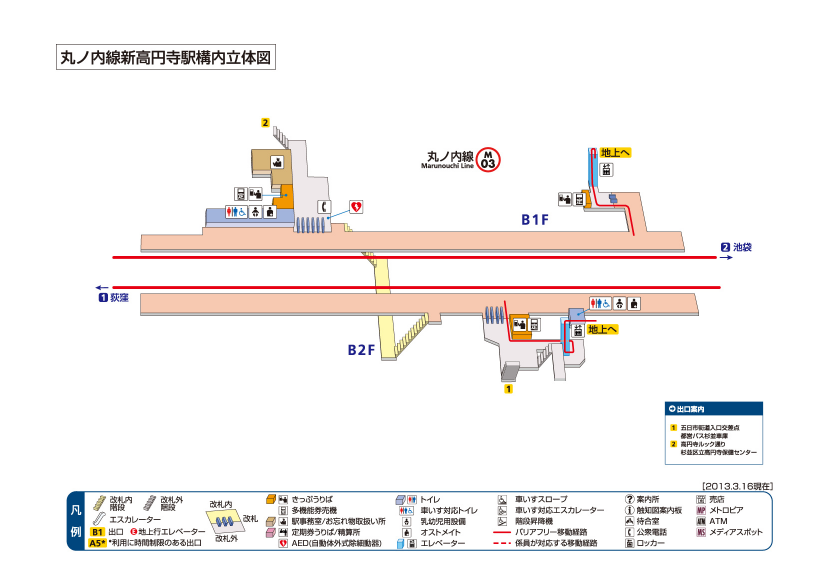 丸ノ内線新高円寺駅構内立体図
2
丸ノ内線
Marunouchi Line
M
03
地上へ
B1F
2 池袋
1 荻窪
地上へ
B2F
1
出口案内
1 五日市街道入口交差点
都営バス杉並車庫
2 高円寺ルック通り
杉並区立高円寺保健センター
[2013.3.16現在]
凡例
改札内階段
改札外階段
エスカレーター
B1 出口
E 地上行エレベーター
A5* *利用に時間制限のある出口
改札内
改札
改札外
きっぷうりば
多機能券売機
駅事務室/お忘れ物取扱い所
定期券うりば/精算所
AED(自動体外式除細動器)
トイレ
車いす対応トイレ
乳幼児用設備
オストメイト
エレベーター
車いすスロープ
車いす対応エスカレーター
階段昇降機
バリアフリー移動経路
係員が対応する移動経路
案内所
触知図案内板
待合室
公衆電話
ロッカー
売店
MP メトロピア
ATM ATM
MS メディアスポット